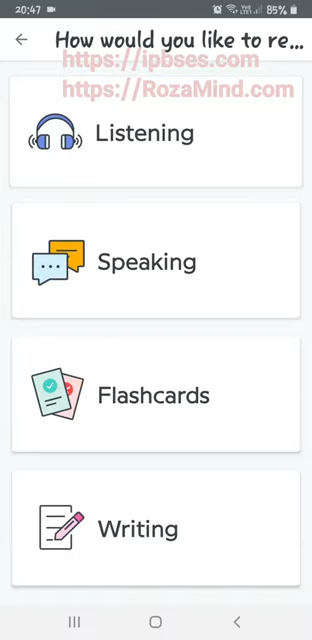 20:47
VoLTE1 85%
How would you like to re...
https://ipbses.com
https://RozaMind.com
Listening
Speaking
Flashcards
Writing